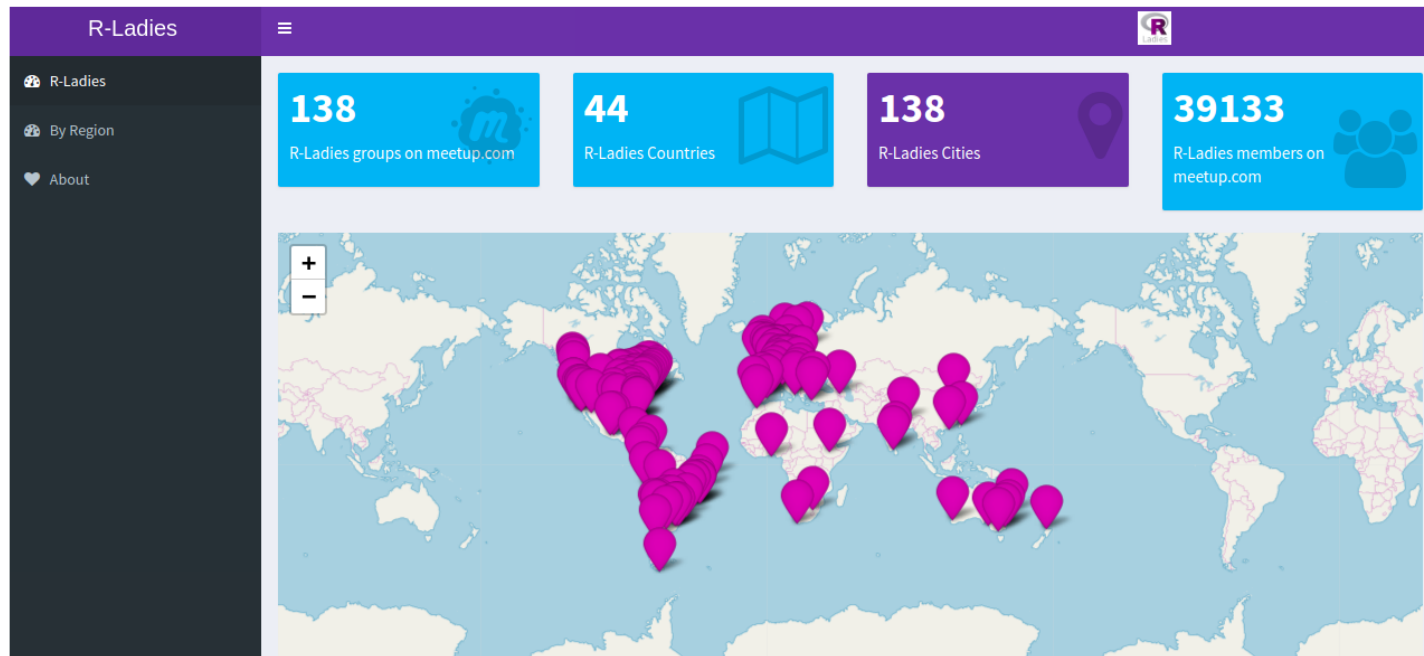 R-Ladies
R
Ladies
R-Ladies
By Region
About
138
R-Ladies groups on meetup.com
m
44
R-Ladies Countries
138
R-Ladies Cities
39133
R-Ladies members on
meetup.com
+
−